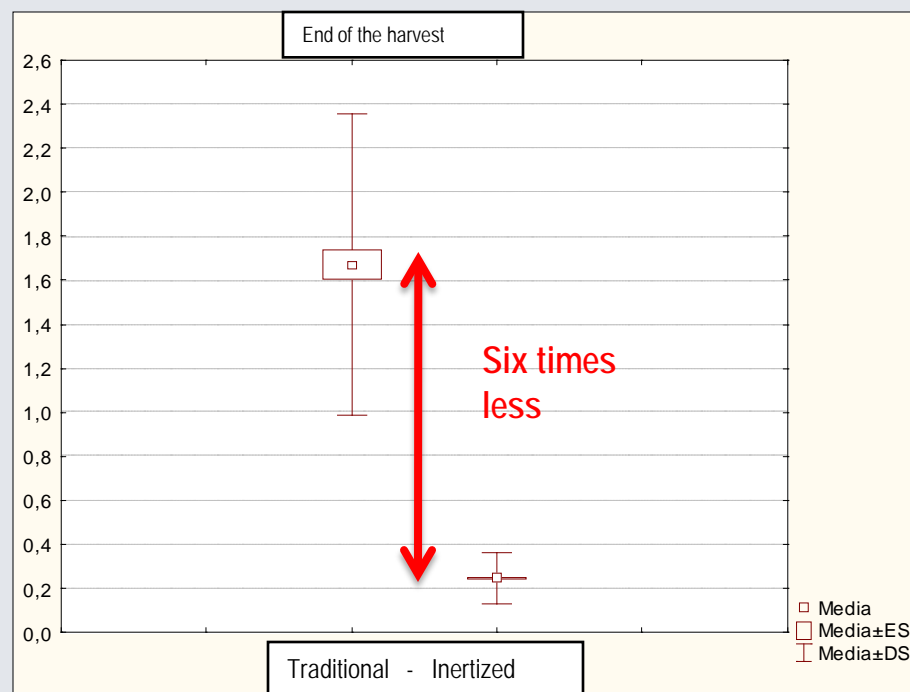 End of the harvest
2,6
2,4
2,2
2,0
1,8
1,6
1,4
1,2
1,0
0,8
0,6
0,4
0,2
0,0
Six times
less
Media
Media±ES
Media±DS
Traditional - Inertized